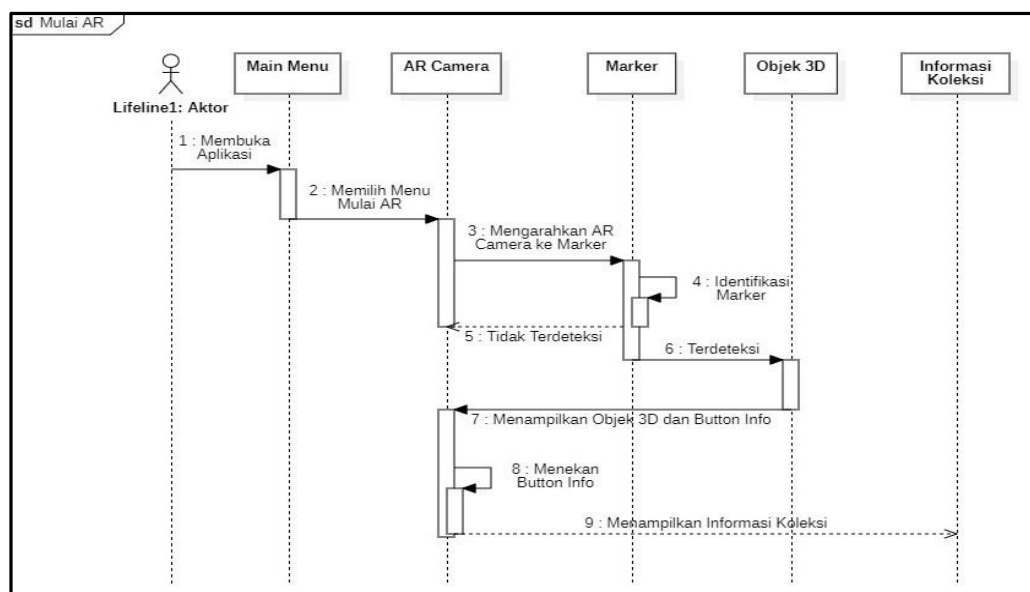 sd Mulai AR
Main Menu
AR Camera
Marker
Objek 3D
Informasi
Koleksi
Lifeline1: Aktor
1 : Membuka
Aplikasi
2 : Memilih Menu
Mulai AR
3 : Mengarahkan AR
Camera ke Marker
4 : Identifikasi
Marker
5 : Tidak Terdeteksi
6 : Terdeteksi
7 : Menampilkan Objek 3D dan Button Info
8 : Menekan
Button Info
9 : Menampilkan Informasi Koleksi